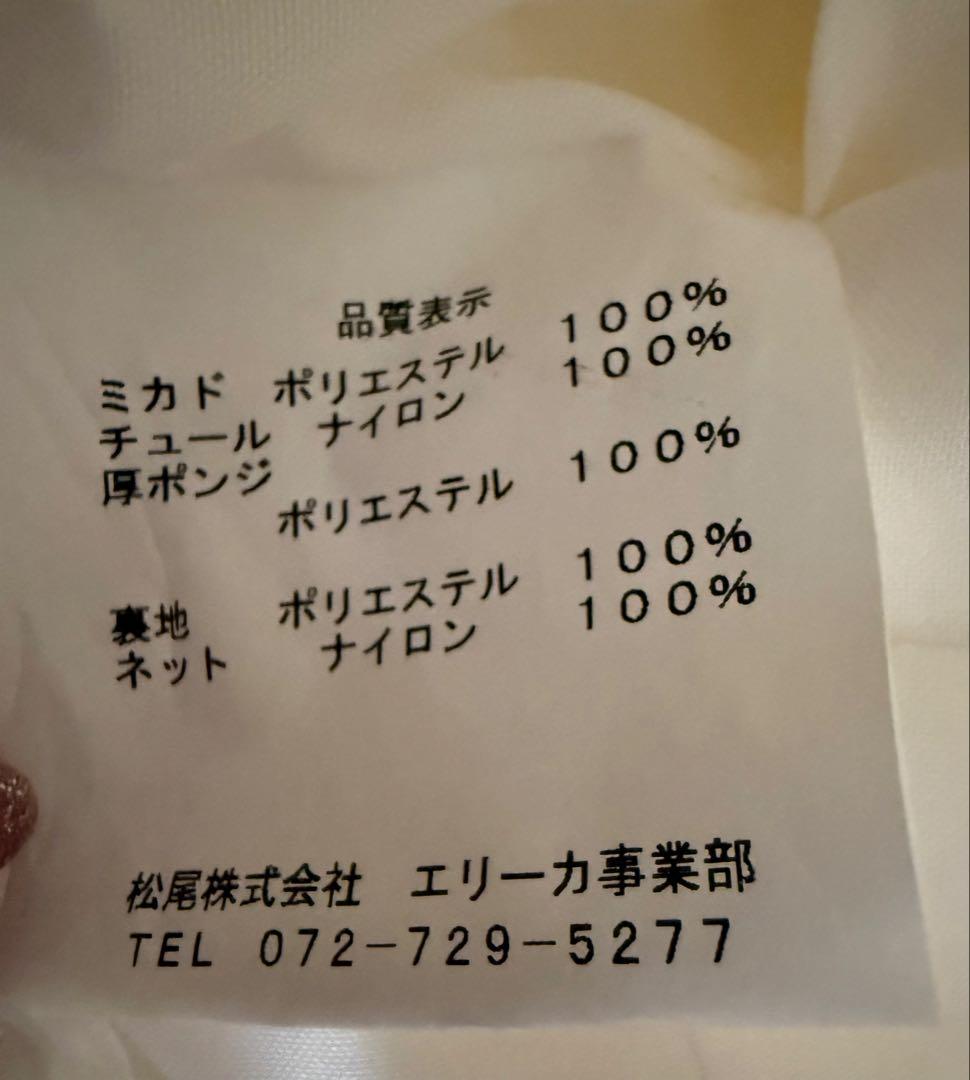 品質表示
ミカド ポリエステル 100%
チュール ナイロン 100%
厚ポンジ
ポリエステル 100%
裏地 ポリエステル 100%
ネット ナイロン 100%
松尾株式会社 エリーカ事業部
TEL 072-729-5277